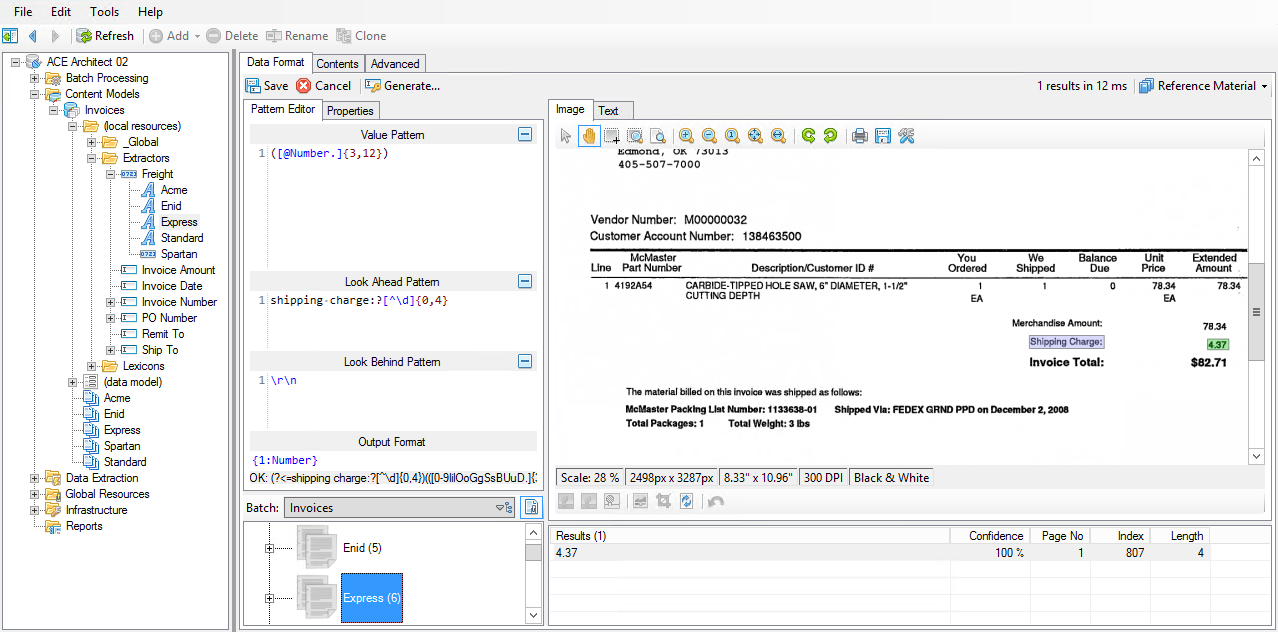 File Edit Tools Help
Refresh Add Delete Rename Clone
ACE Architect 02
Batch Processing
Content Models
Invoices
(local resources)
_Global
Extractors
Freight
Acme
Enid
Express
Standard
Spartan
Invoice Amount
Invoice Date
Invoice Number
PO Number
Remit To
Ship To
Lexicons
(data model)
Acme
Enid
Express
Spartan
Standard
Data Extraction
Global Resources
Infrastructure
Reports
Data Format Contents Advanced
Save Cancel Generate...
1 results in 12 ms Reference Material
Pattern Editor Properties
Value Pattern
1 ([@Number.]{3,12})
Look Ahead Pattern
1 shipping·charge:?[^\d]{0,4}
Look Behind Pattern
1 \r\n
Output Format
{1:Number}
OK: (?<=shipping charge:?[^\d]{0,4})(([0-9IilOoGgSsBUuD.]{3
Batch: Invoices
Enid (5)
Express (6)
Image Text
Edmond, OK 73013
405-507-7000
Vendor Number: M00000032
Customer Account Number: 138463500
Line McMaster Part Number Description/Customer ID # You Ordered We Shipped Balance Due Unit Price Extended Amount
1 4192A54 CARBIDE-TIPPED HOLE SAW, 6" DIAMETER, 1-1/2" 1 1 0 78.34 78.34
CUTTING DEPTH EA EA
Merchandise Amount: 78.34
Shipping Charge: 4.37
Invoice Total: $82.71
The material billed on this invoice was shipped as follows:
McMaster Packing List Number: 1133638-01 Shipped Via: FEDEX GRND PPD on December 2, 2008
Total Packages: 1 Total Weight: 3 lbs
Scale: 28 % 2498px x 3287px 8.33" x 10.96" 300 DPI Black & White
Results (1) Confidence Page No Index Length
4.37 100 % 1 807 4